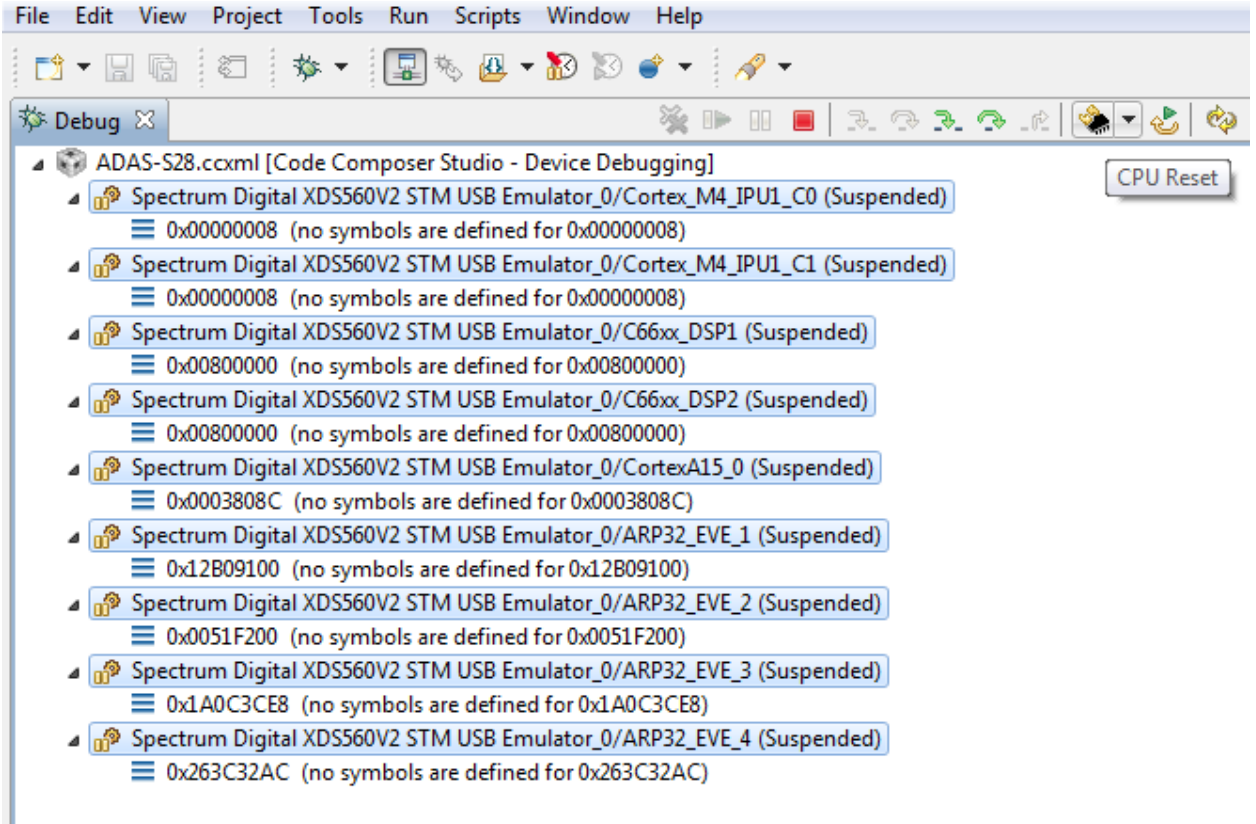 File Edit View Project Tools Run Scripts Window Help
Debug
ADAS-S28.ccxml [Code Composer Studio - Device Debugging]
CPU Reset
Spectrum Digital XDS560V2 STM USB Emulator_0/Cortex_M4_IPU1_C0 (Suspended)
0x00000008 (no symbols are defined for 0x00000008)
Spectrum Digital XDS560V2 STM USB Emulator_0/Cortex_M4_IPU1_C1 (Suspended)
0x00000008 (no symbols are defined for 0x00000008)
Spectrum Digital XDS560V2 STM USB Emulator_0/C66xx_DSP1 (Suspended)
0x00800000 (no symbols are defined for 0x00800000)
Spectrum Digital XDS560V2 STM USB Emulator_0/C66xx_DSP2 (Suspended)
0x00800000 (no symbols are defined for 0x00800000)
Spectrum Digital XDS560V2 STM USB Emulator_0/CortexA15_0 (Suspended)
0x0003808C (no symbols are defined for 0x0003808C)
Spectrum Digital XDS560V2 STM USB Emulator_0/ARP32_EVE_1 (Suspended)
0x12B09100 (no symbols are defined for 0x12B09100)
Spectrum Digital XDS560V2 STM USB Emulator_0/ARP32_EVE_2 (Suspended)
0x0051F200 (no symbols are defined for 0x0051F200)
Spectrum Digital XDS560V2 STM USB Emulator_0/ARP32_EVE_3 (Suspended)
0x1A0C3CE8 (no symbols are defined for 0x1A0C3CE8)
Spectrum Digital XDS560V2 STM USB Emulator_0/ARP32_EVE_4 (Suspended)
0x263C32AC (no symbols are defined for 0x263C32AC)